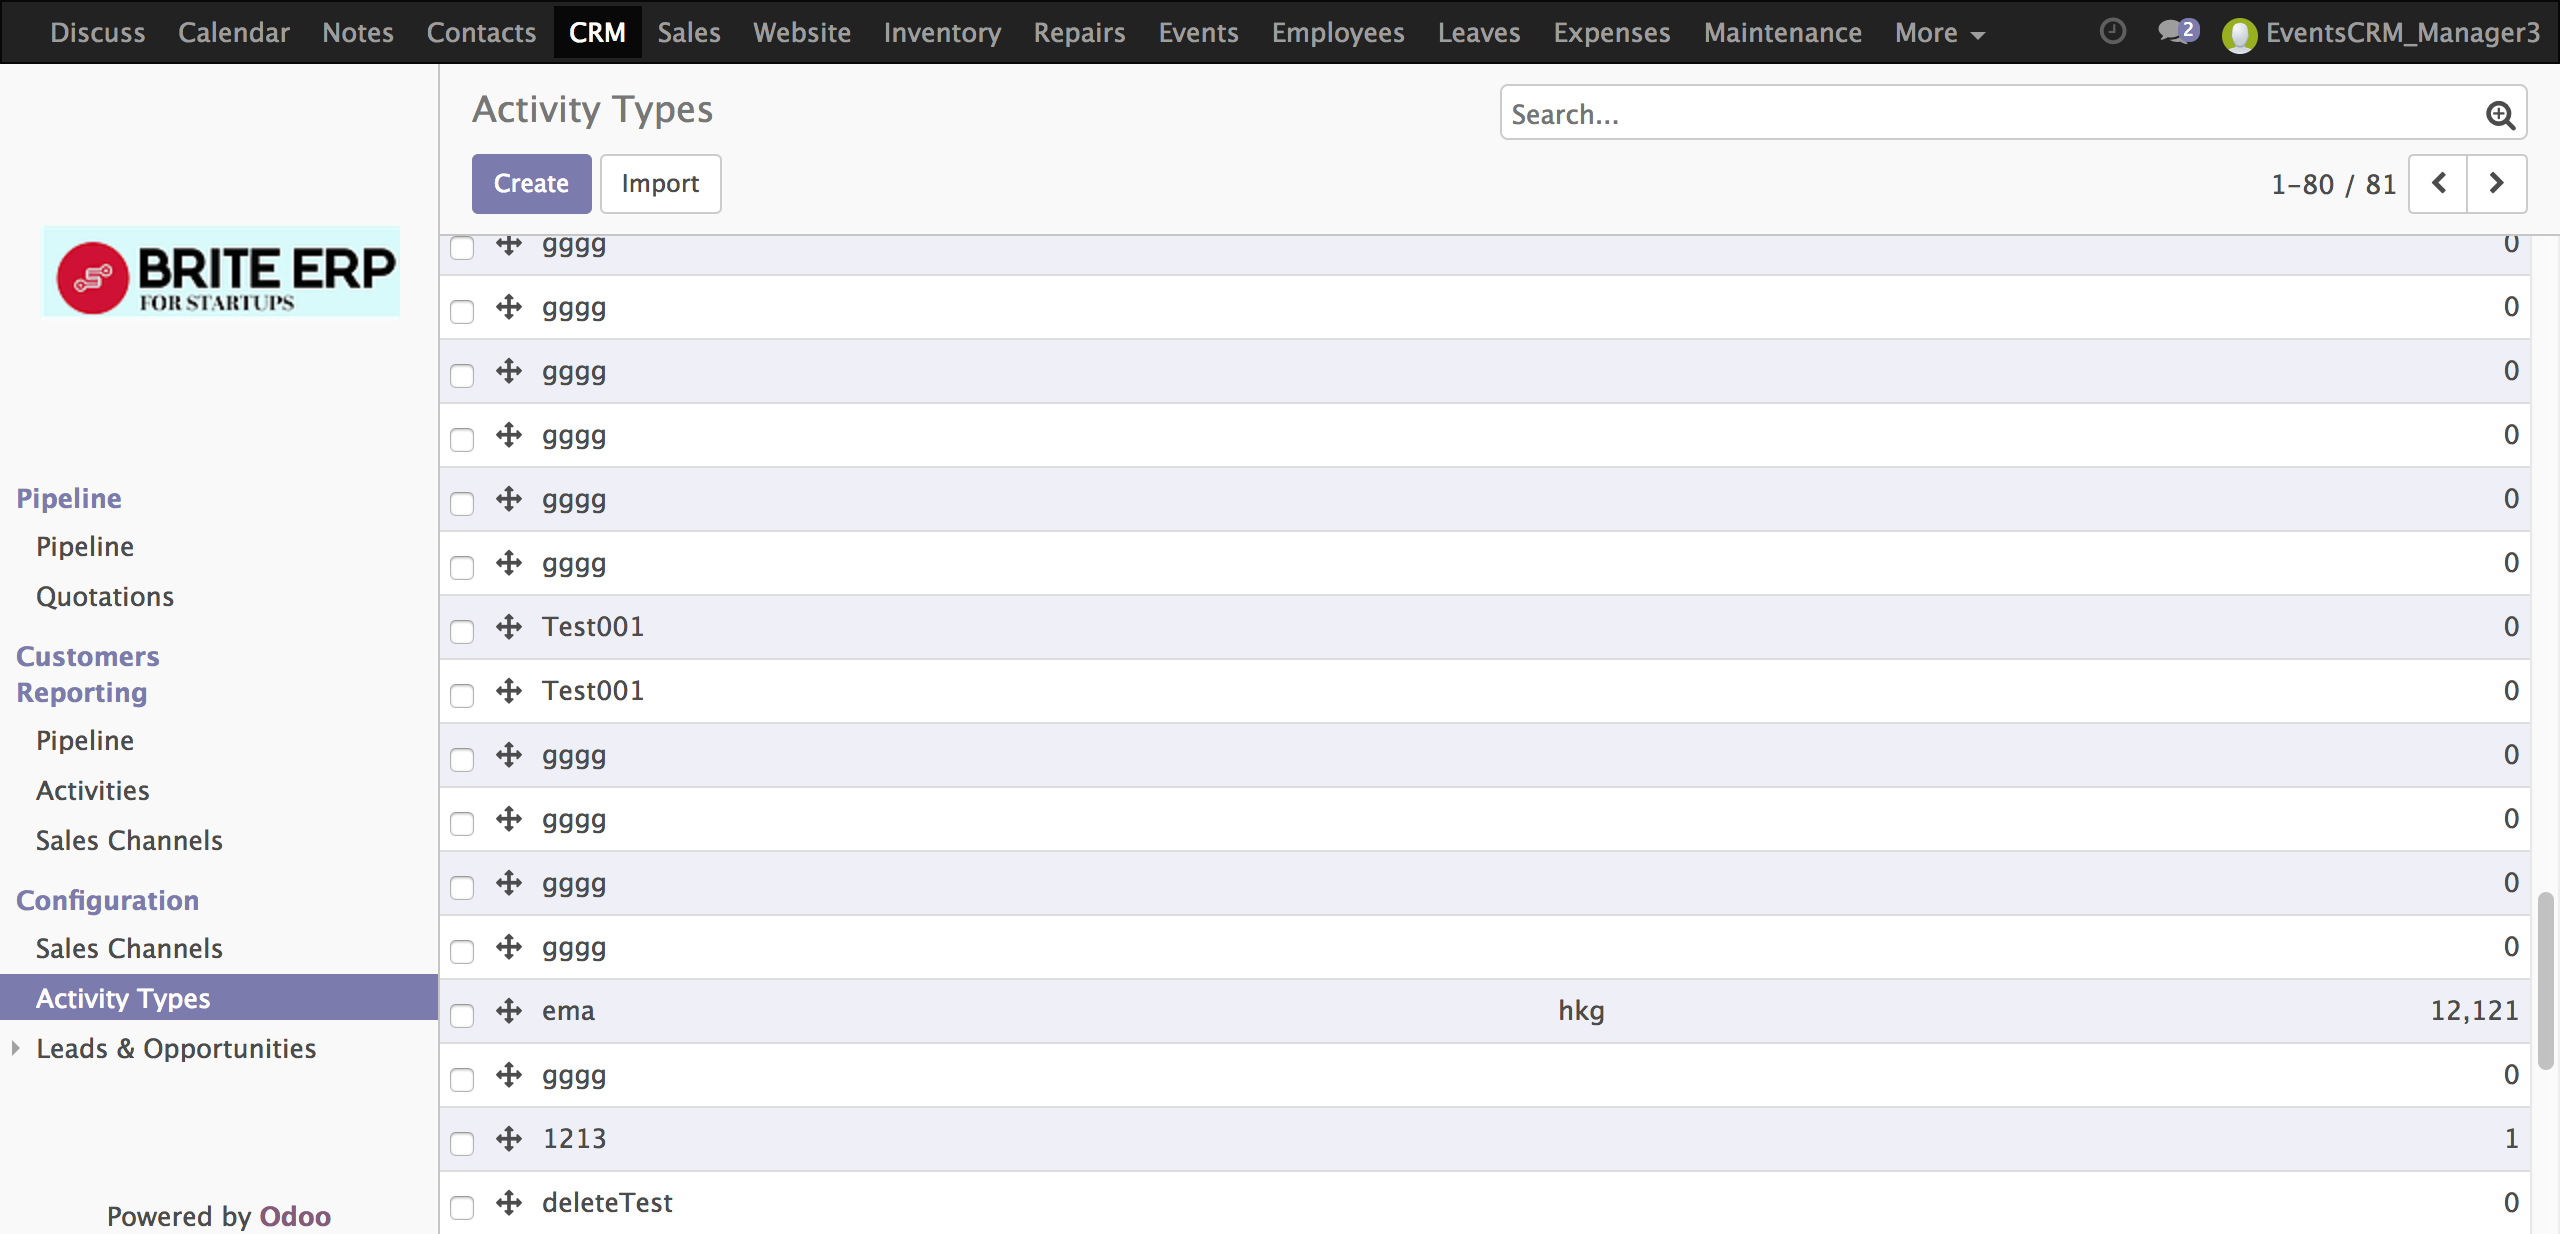 Discuss Calendar Notes Contacts CRM Sales Website Inventory Repairs Events Employees Leaves Expenses Maintenance More 2 EventsCRM_Manager3
Activity Types
Search...
Create Import
1-80 / 81
BRITE ERP
FOR STARTUPS
Pipeline
Pipeline
Quotations
Customers
Reporting
Pipeline
Activities
Sales Channels
Configuration
Sales Channels
Activity Types
Leads & Opportunities
Powered by Odoo
gggg 0
gggg 0
gggg 0
gggg 0
gggg 0
gggg 0
Test001 0
Test001 0
gggg 0
gggg 0
gggg 0
gggg 0
ema hkg 12,121
gggg 0
1213 1
deleteTest 0